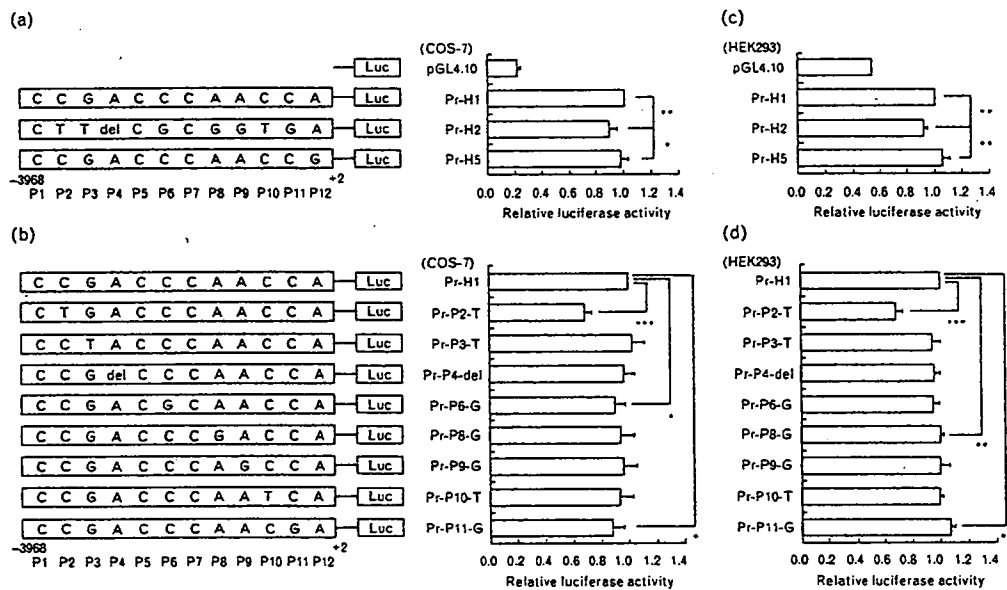 (a)
Luc
C C G A C C C A A C C A Luc
C T T del C G C G G T G A Luc
C C G A C C C A A C C G Luc
−3968 +2
P1 P2 P3 P4 P5 P6 P7 P8 P9 P10 P11 P12
(COS-7)
pGL4.10
Pr-H1
Pr-H2
Pr-H5
**
*
0.0 0.2 0.4 0.6 0.8 1.0 1.2 1.4
Relative luciferase activity
(c)
(HEK293)
pGL4.10
Pr-H1
Pr-H2
Pr-H5
**
**
0.0 0.2 0.4 0.6 0.8 1.0 1.2 1.4
Relative luciferase activity
(b)
C C G A C C C A A C C A Luc
C T G A C C C A A C C A Luc
C C T A C C C A A C C A Luc
C C G del C C C A A C C A Luc
C C G A C G C A A C C A Luc
C C G A C C C G A C C A Luc
C C G A C C C A G C C A Luc
C C G A C C C A A T C A Luc
C C G A C C C A A C G A Luc
−3968 +2
P1 P2 P3 P4 P5 P6 P7 P8 P9 P10 P11 P12
(COS-7)
Pr-H1
Pr-P2-T
***
Pr-P3-T
Pr-P4-del
Pr-P6-G
*
Pr-P8-G
Pr-P9-G
Pr-P10-T
Pr-P11-G
*
0.0 0.2 0.4 0.6 0.8 1.0 1.2 1.4
Relative luciferase activity
(d)
(HEK293)
Pr-H1
Pr-P2-T
***
Pr-P3-T
Pr-P4-del
Pr-P6-G
Pr-P8-G
**
Pr-P9-G
Pr-P10-T
Pr-P11-G
*
0.0 0.2 0.4 0.6 0.8 1.0 1.2 1.4
Relative luciferase activity